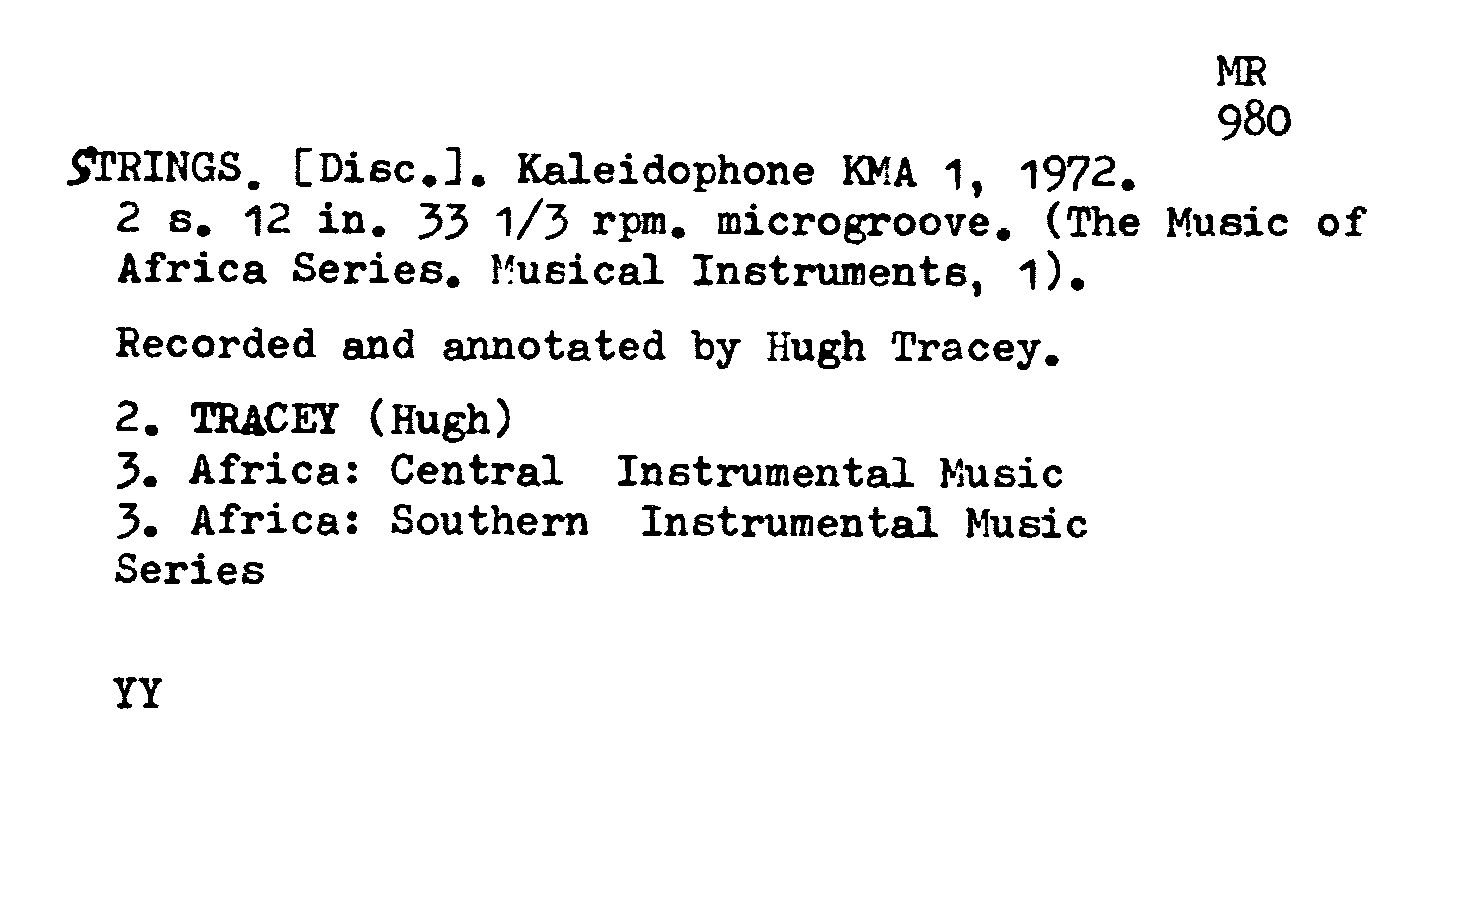 MR
980
STRINGS. [Disc.]. Kaleidophone KMA 1, 1972.
2 s. 12 in. 33 1/3 rpm. microgroove. (The Music of
Africa Series. Musical Instruments, 1).
Recorded and annotated by Hugh Tracey.
2. TRACEY (Hugh)
3. Africa: Central Instrumental Music
3. Africa: Southern Instrumental Music
Series
YY